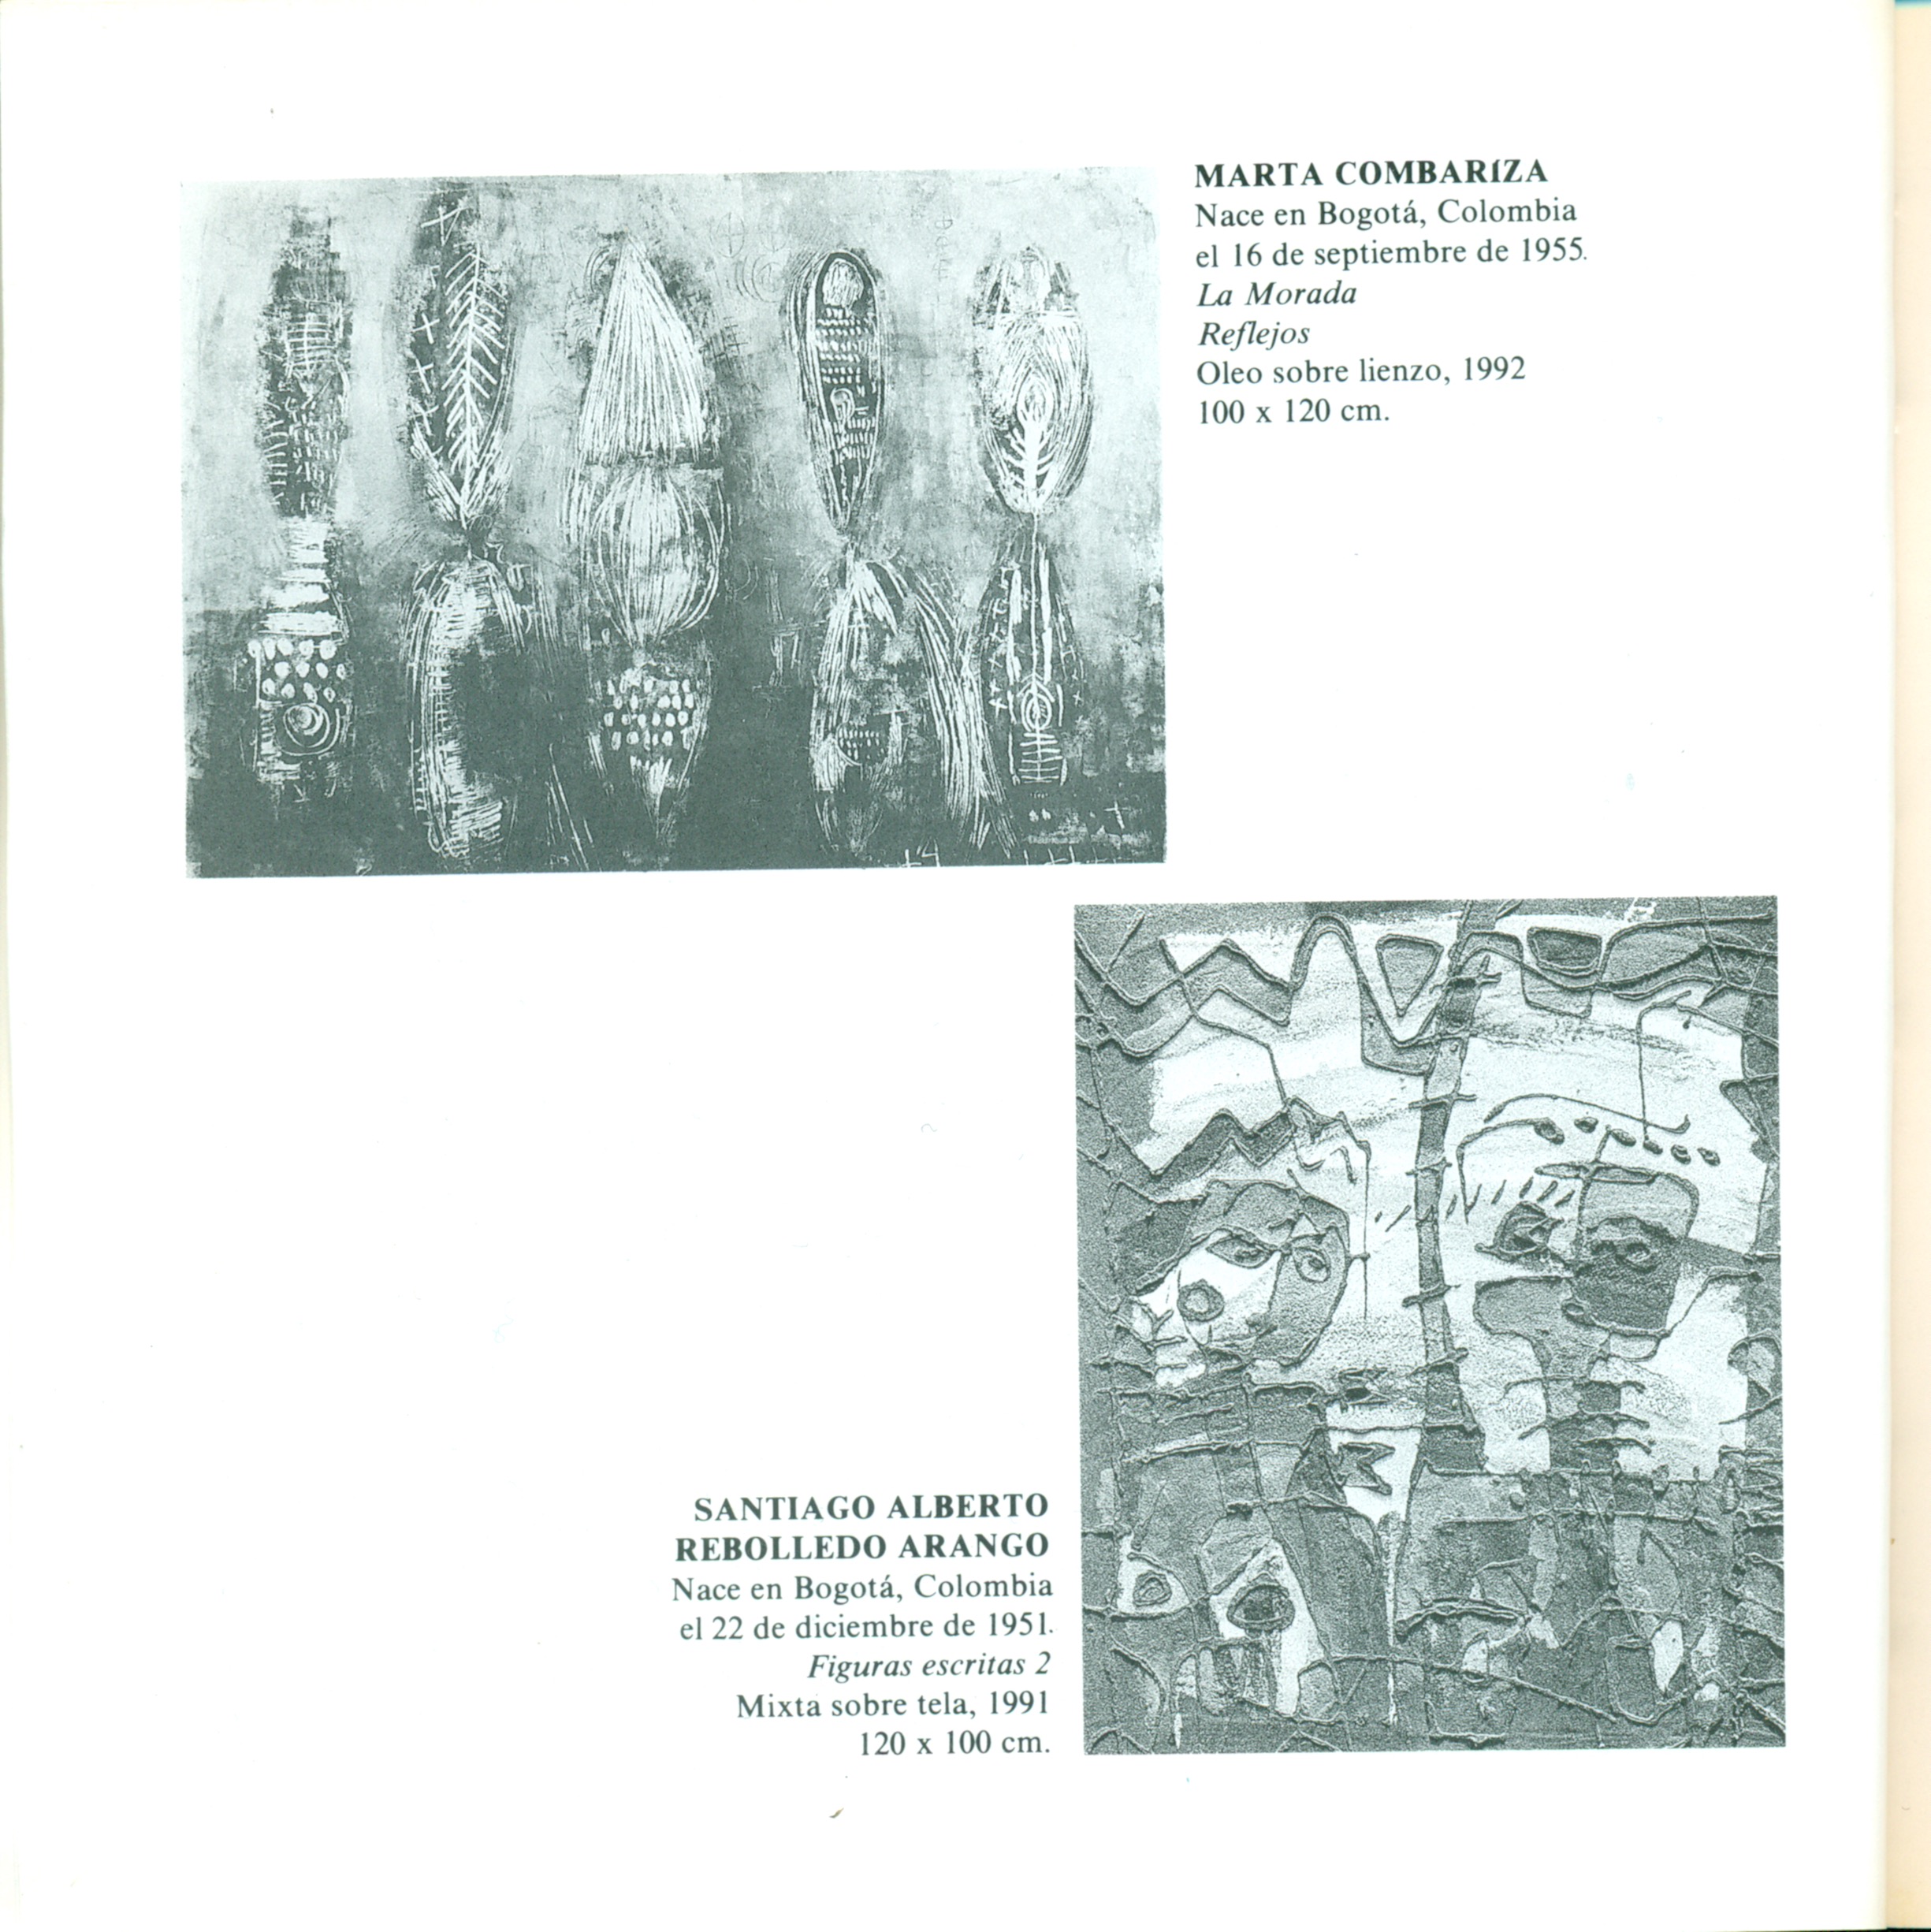 MARTA COMBARÍZA
Nace en Bogotá, Colombia
el 16 de septiembre de 1955.
La Morada
Reflejos
Oleo sobre lienzo, 1992
100 x 120 cm.
SANTIAGO ALBERTO
REBOLLEDO ARANGO
Nace en Bogotá, Colombia
el 22 de diciembre de 1951.
Figuras escritas 2
Mixta sobre tela, 1991
120 x 100 cm.